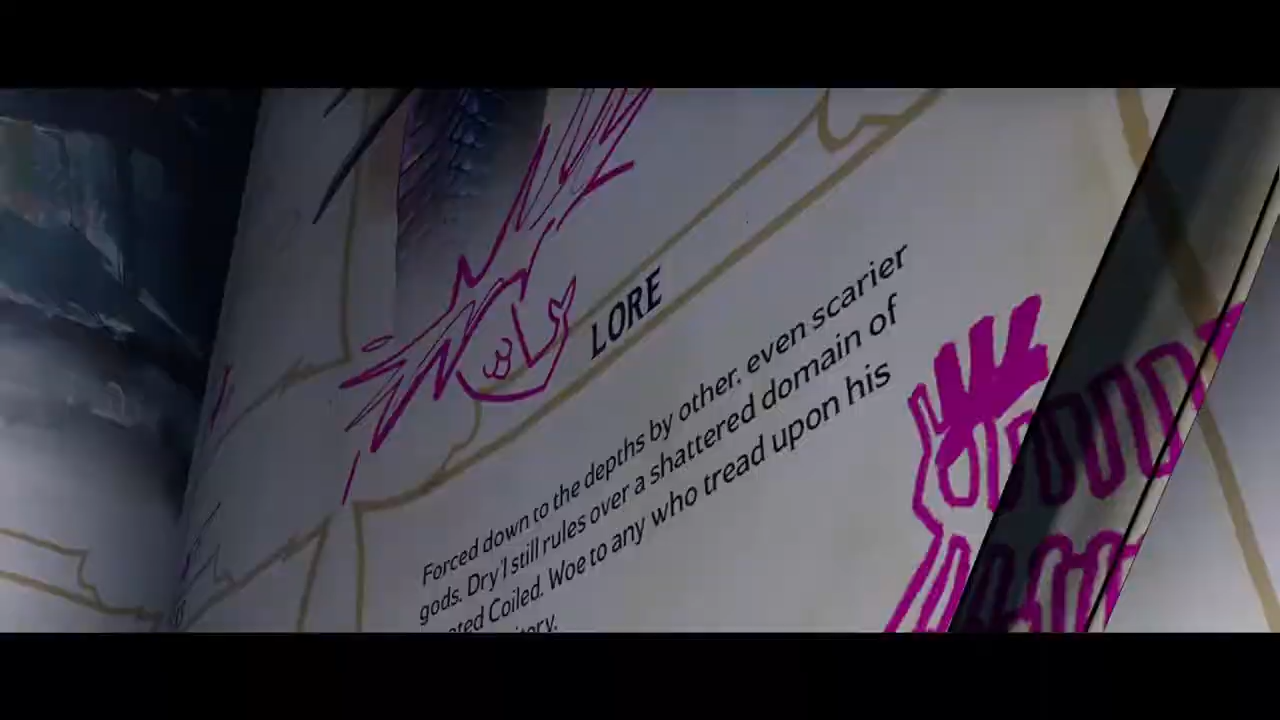 LORE
Forced down to the depths by other, even scarier
gods. Dry'l still rules over a shattered domain of
Coiled. Woe to any who tread upon his